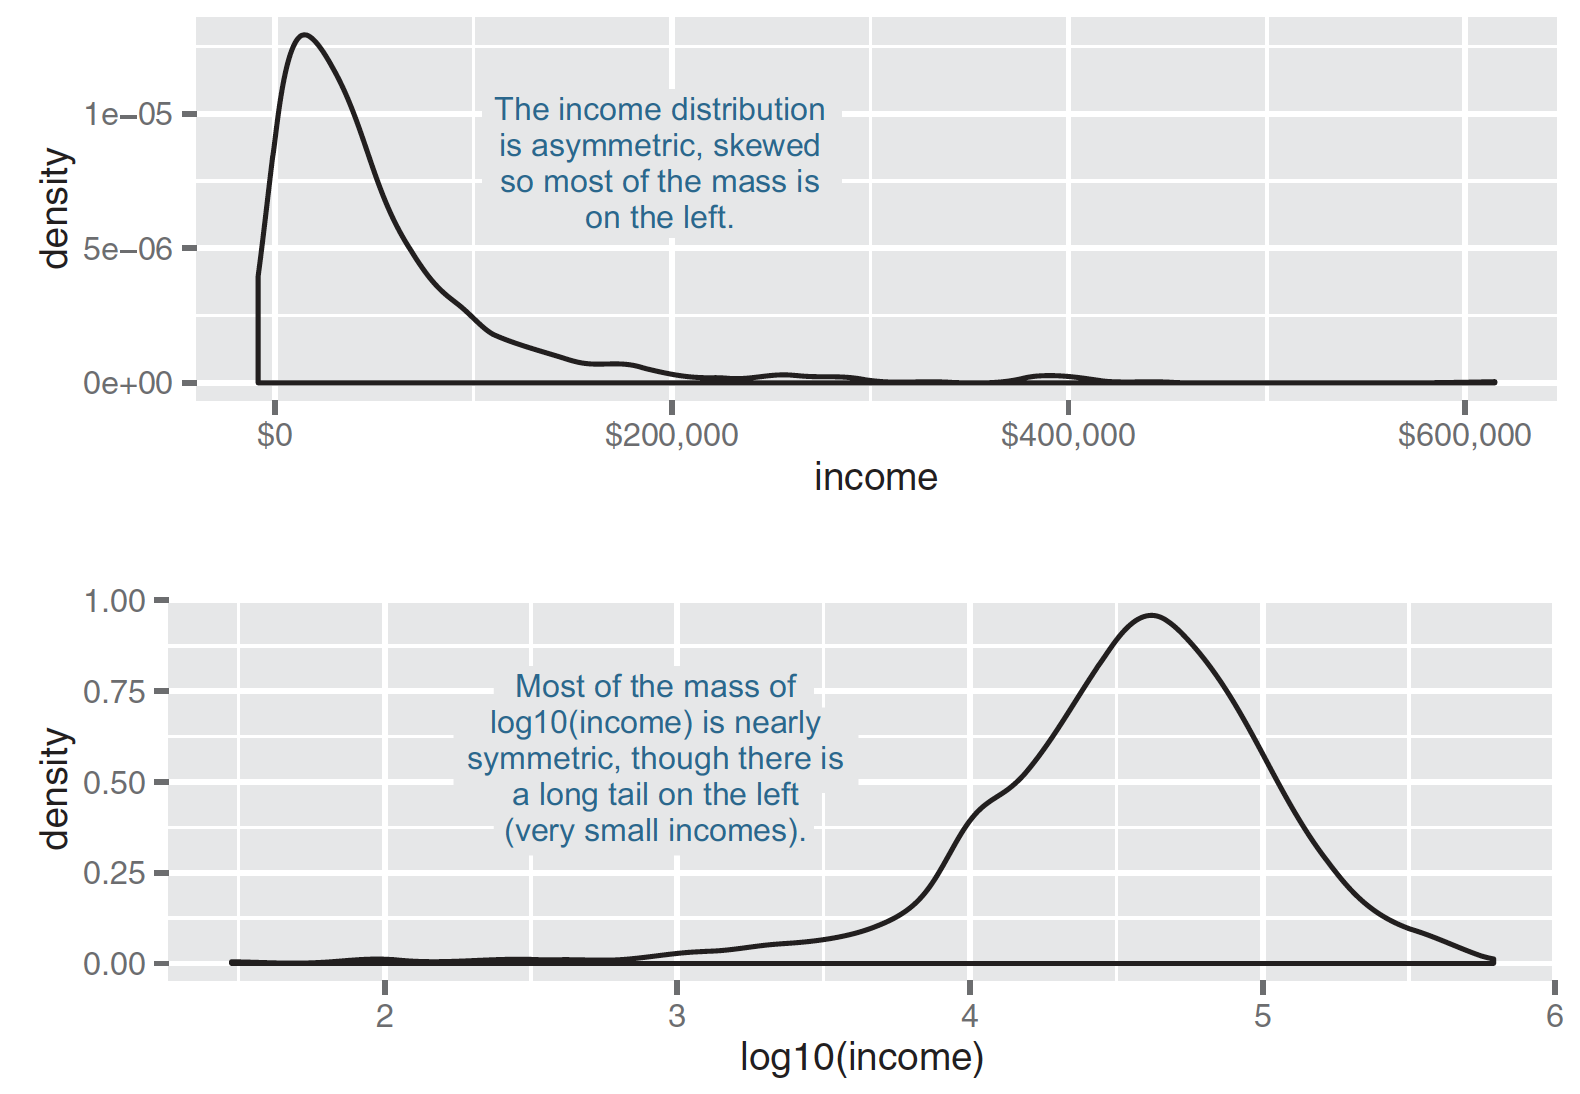 1e−05
5e−06
0e+00
density
The income distribution
is asymmetric, skewed
so most of the mass is
on the left.
$0 $200,000 $400,000 $600,000
income
1.00
0.75
0.50
0.25
0.00
density
Most of the mass of
log10(income) is nearly
symmetric, though there is
a long tail on the left
(very small incomes).
2 3 4 5 6
log10(income)